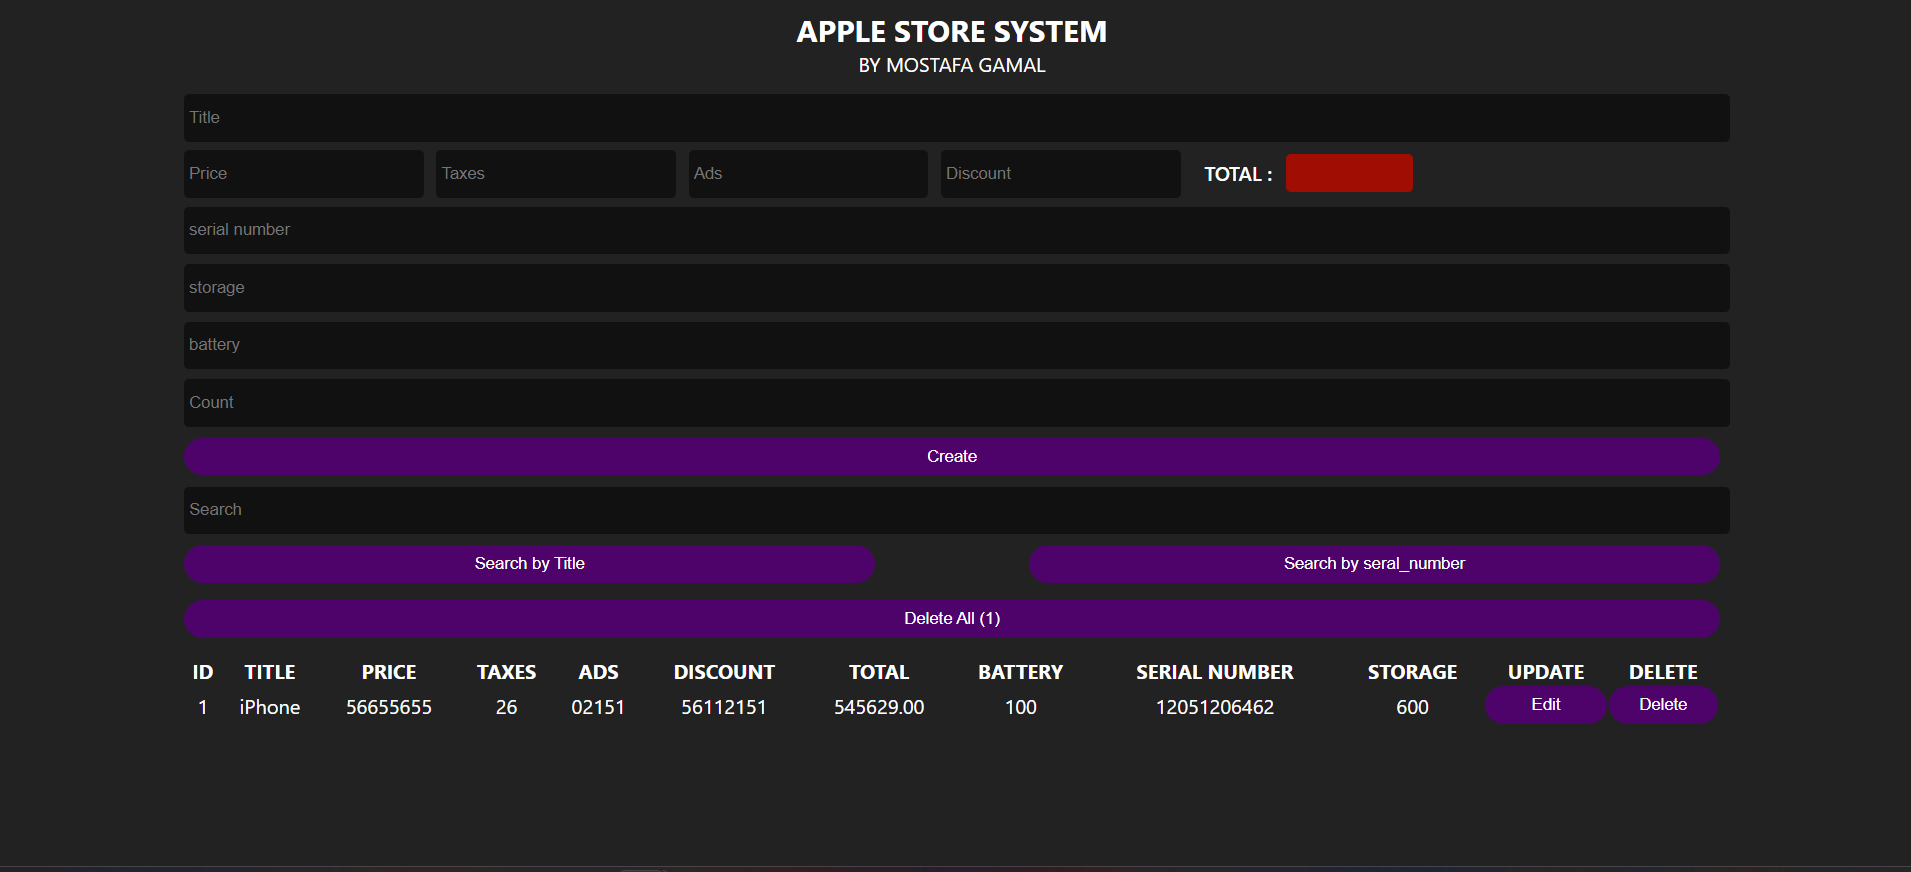 APPLE STORE SYSTEM
BY MOSTAFA GAMAL
Title
Price Taxes Ads Discount TOTAL :
serial number
storage
battery
Count
Create
Search
Search by Title Search by seral_number
Delete All (1)
ID TITLE PRICE TAXES ADS DISCOUNT TOTAL BATTERY SERIAL NUMBER STORAGE UPDATE DELETE
1 iPhone 56655655 26 02151 56112151 545629.00 100 12051206462 600 Edit Delete